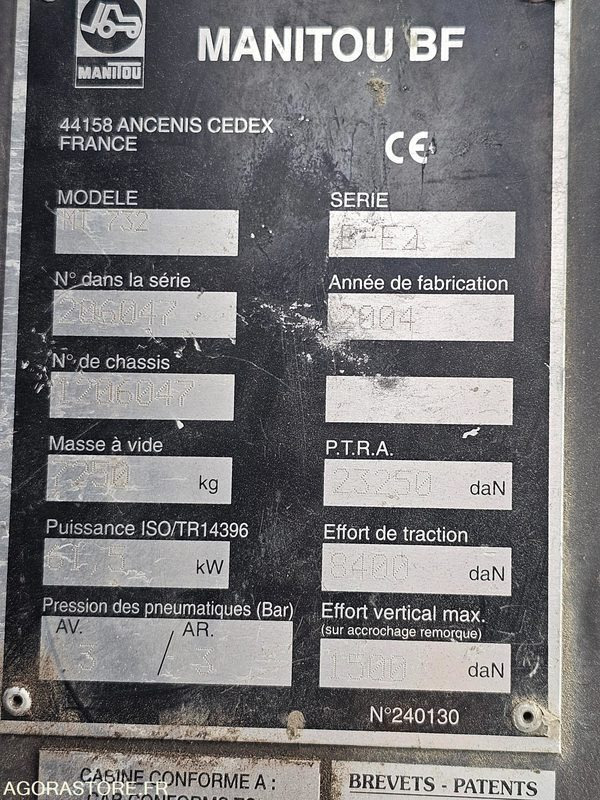 MANITOU
MANITOU BF
44158 ANCENIS CEDEX
FRANCE
CE
MODELE
MT 732
SERIE
B-E2
N° dans la série
206047
Année de fabrication
2004
N° de chassis
1206047
Masse à vide
7250 kg
P.T.R.A.
23250 daN
Puissance ISO/TR14396
kW
Effort de traction
8400 daN
Pression des pneumatiques (Bar)
AV. / AR.
3 / 3
Effort vertical max.
(sur accrochage remorque)
1500 daN
N°240130
CABINE CONFORME A :
CAB CONFORMS TO
BREVETS - PATENTS
AGORASTORE.FR